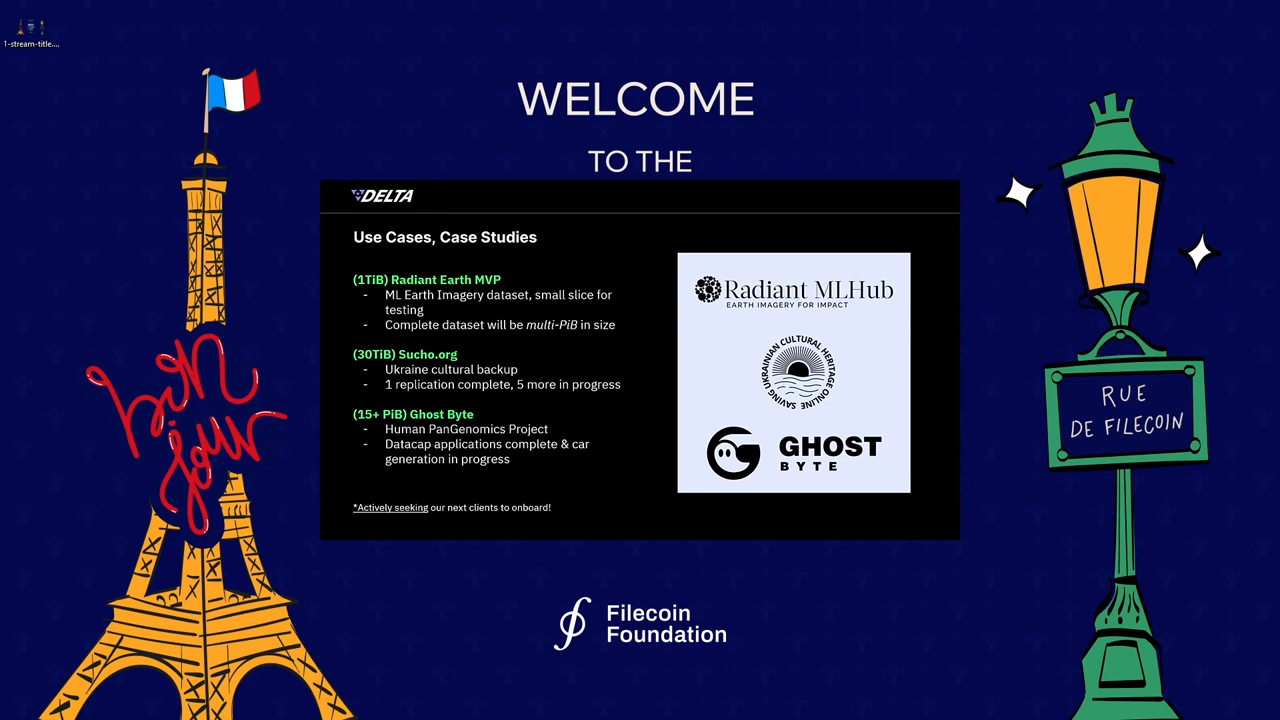 1-stream-title....
WELCOME
TO THE
DELTA
Use Cases, Case Studies
(1TiB) Radiant Earth MVP
- ML Earth Imagery dataset, small slice for
testing
- Complete dataset will be multi-PiB in size
(30TiB) Sucho.org
- Ukraine cultural backup
- 1 replication complete, 5 more in progress
(15+ PiB) Ghost Byte
- Human PanGenomics Project
- Datacap applications complete & car
generation in progress
*Actively seeking our next clients to onboard!
Radiant MLHub
EARTH IMAGERY FOR IMPACT
SAVING UKRAINIAN CULTURAL HERITAGE ONLINE
GHOST
BYTE
bon
jour
RUE
DE FILECOIN
Filecoin
Foundation